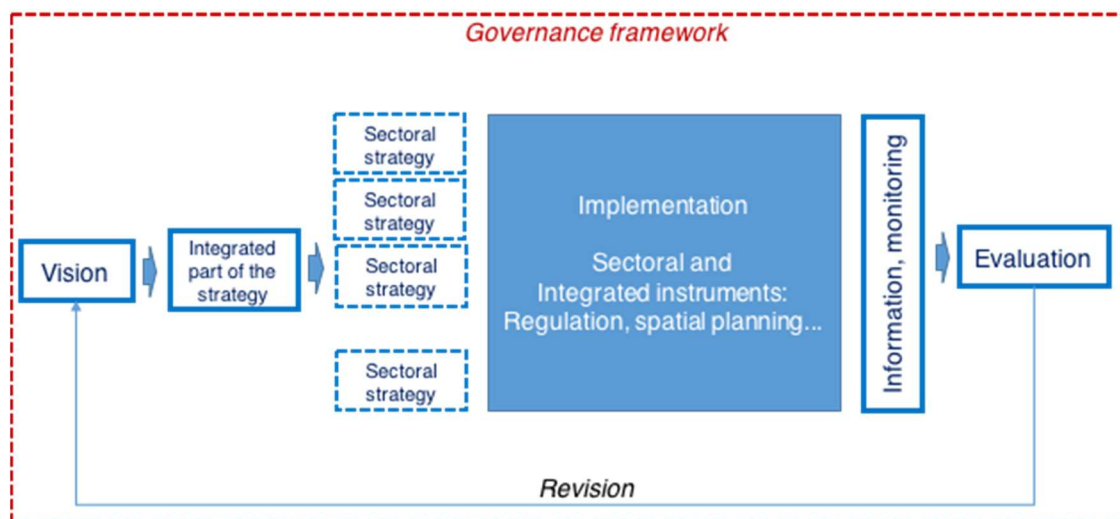 Governance framework
Sectoral
strategy
Sectoral
strategy
Sectoral
strategy
Sectoral
strategy
Vision
Integrated
part of the
strategy
Implementation
Sectoral and
Integrated instruments:
Regulation, spatial planning...
Information, monitoring
Evaluation
Revision